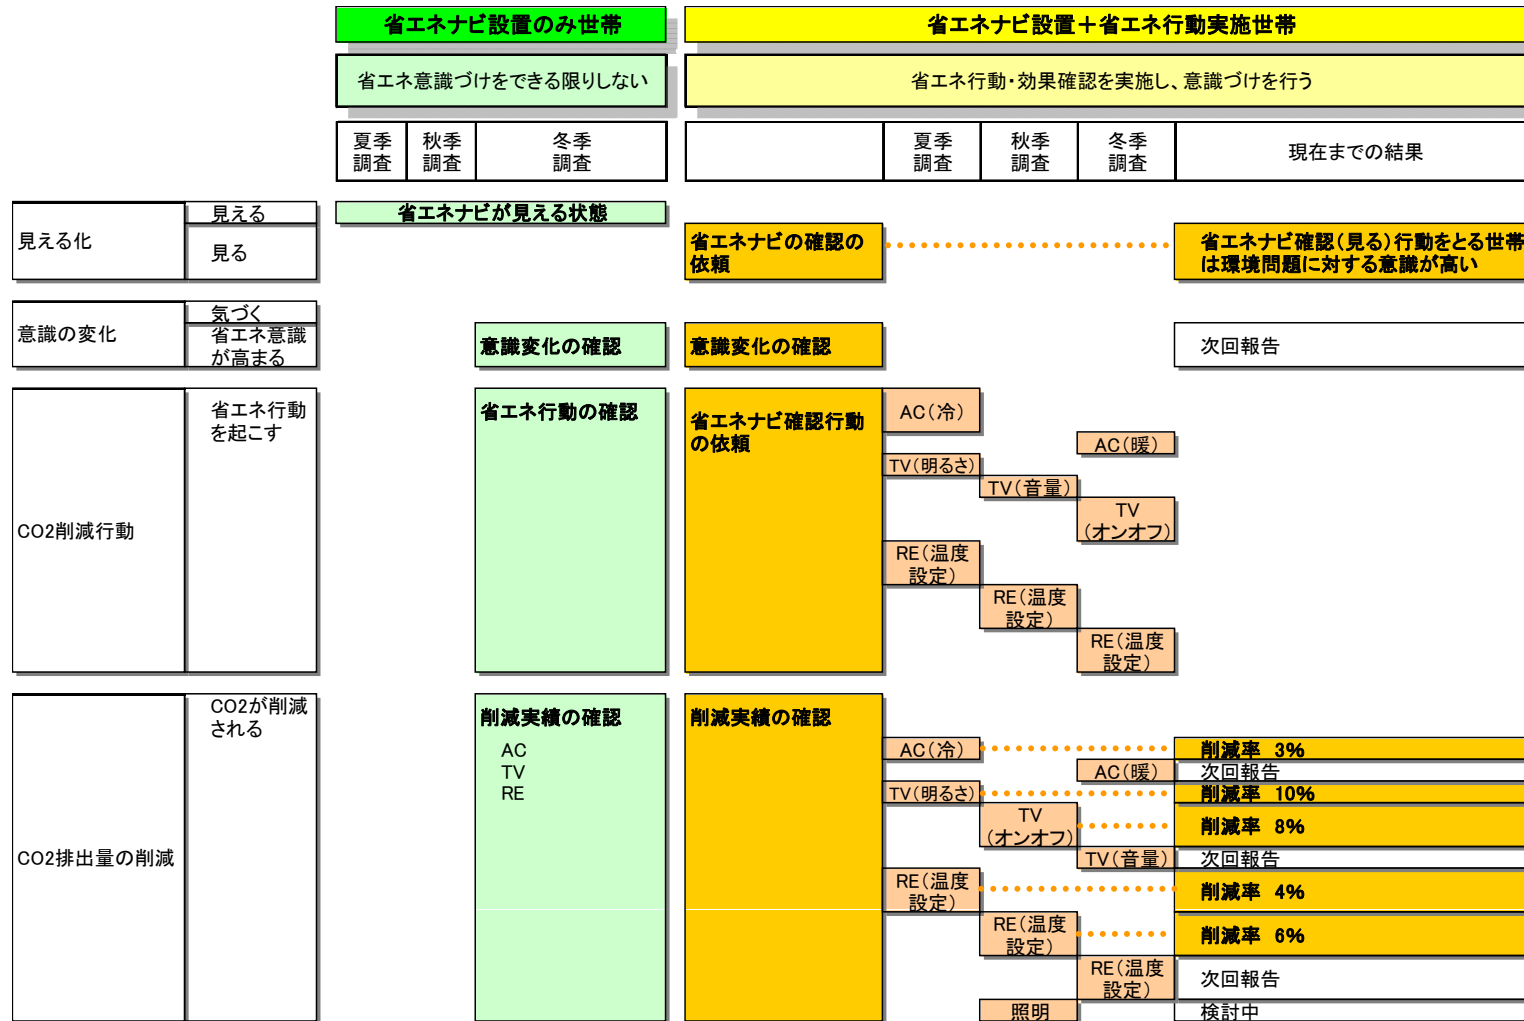 省エネナビ設置のみ世帯
省エネナビ設置＋省エネ行動実施世帯
省エネ意識づけをできる限りしない
省エネ行動・効果確認を実施し、意識づけを行う
夏季
調査
秋季
調査
冬季
調査
夏季
調査
秋季
調査
冬季
調査
現在までの結果
見える化
見える
見る
省エネナビが見える状態
省エネナビの確認の
依頼
省エネナビ確認（見る）行動をとる世帯
は環境問題に対する意識が高い
意識の変化
気づく
省エネ意識
が高まる
意識変化の確認
意識変化の確認
次回報告
CO2削減行動
省エネ行動
を起こす
省エネ行動の確認
省エネナビ確認行動
の依頼
AC（冷）
AC（暖）
TV（明るさ）
TV（音量）
TV
（オンオフ）
RE（温度
設定）
RE（温度
設定）
RE（温度
設定）
CO2排出量の削減
CO2が削減
される
削減実績の確認
AC
TV
RE
削減実績の確認
AC（冷）
削減率 3%
AC（暖）
次回報告
TV（明るさ）
削減率 10%
TV
（オンオフ）
削減率 8%
TV（音量）
次回報告
RE（温度
設定）
削減率 4%
RE（温度
設定）
削減率 6%
RE（温度
設定）
次回報告
照明
検討中